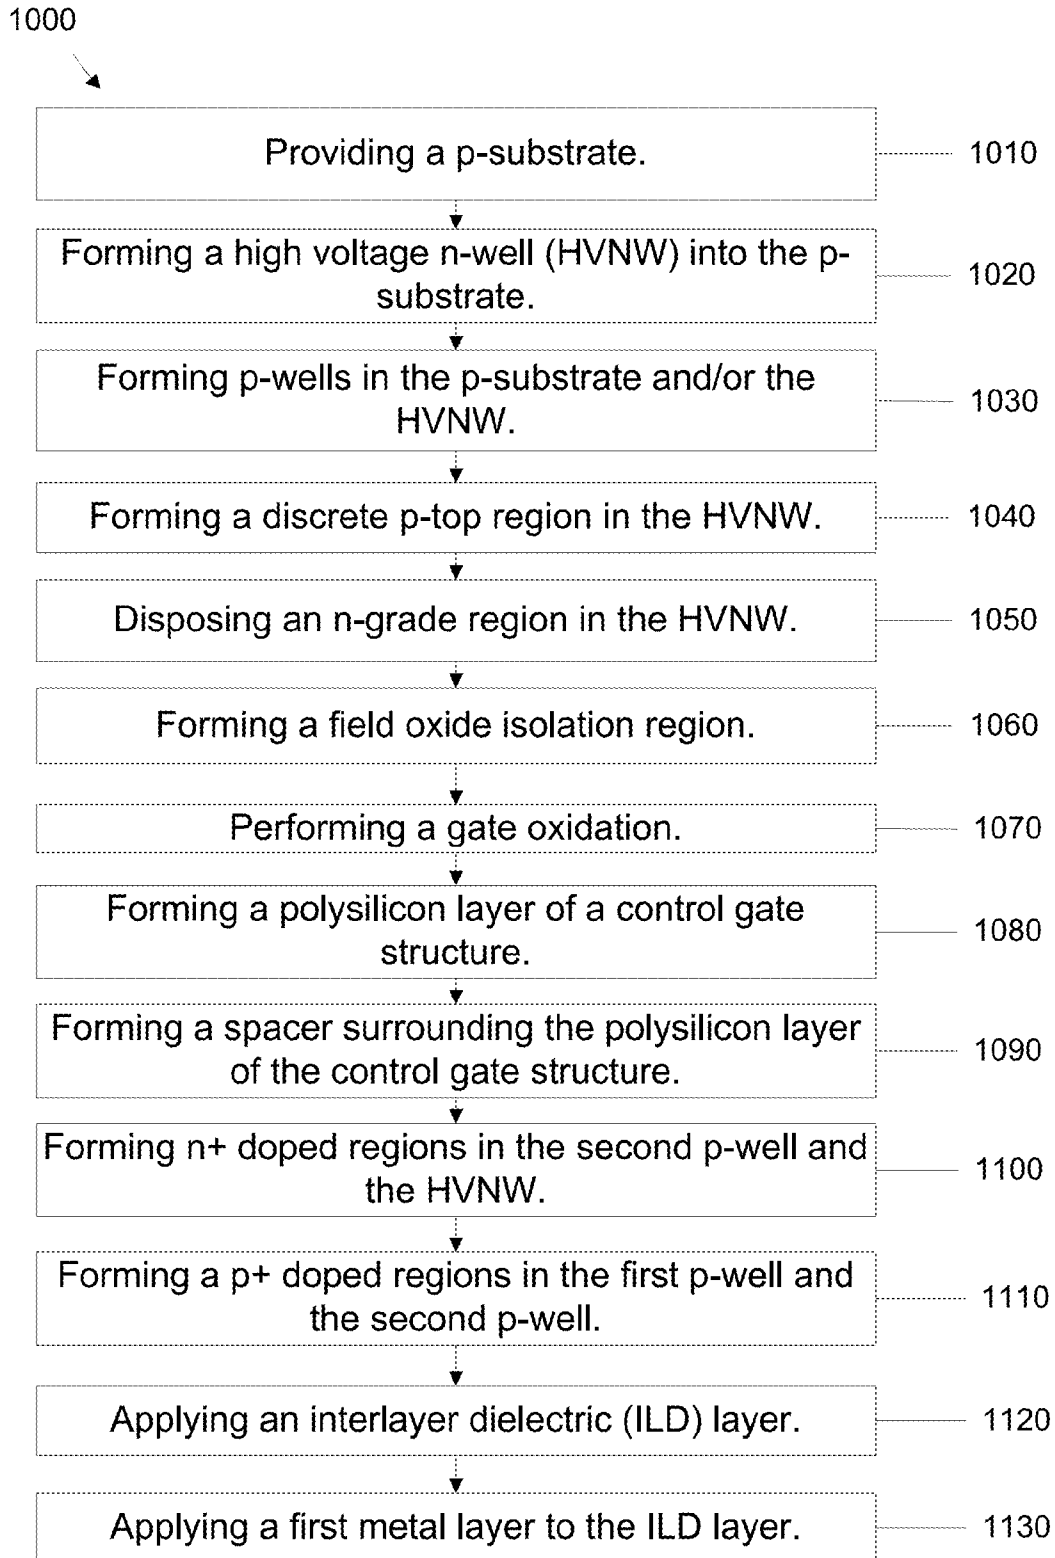 1000
Providing a p-substrate.
1010
Forming a high voltage n-well (HVNW) into the p-
substrate.
1020
Forming p-wells in the p-substrate and/or the
HVNW.
1030
Forming a discrete p-top region in the HVNW.
1040
Disposing an n-grade region in the HVNW.
1050
Forming a field oxide isolation region.
1060
Performing a gate oxidation.
1070
Forming a polysilicon layer of a control gate
structure.
1080
Forming a spacer surrounding the polysilicon layer
of the control gate structure.
1090
Forming n+ doped regions in the second p-well and
the HVNW.
1100
Forming a p+ doped regions in the first p-well and
the second p-well.
1110
Applying an interlayer dielectric (ILD) layer.
1120
Applying a first metal layer to the ILD layer.
1130